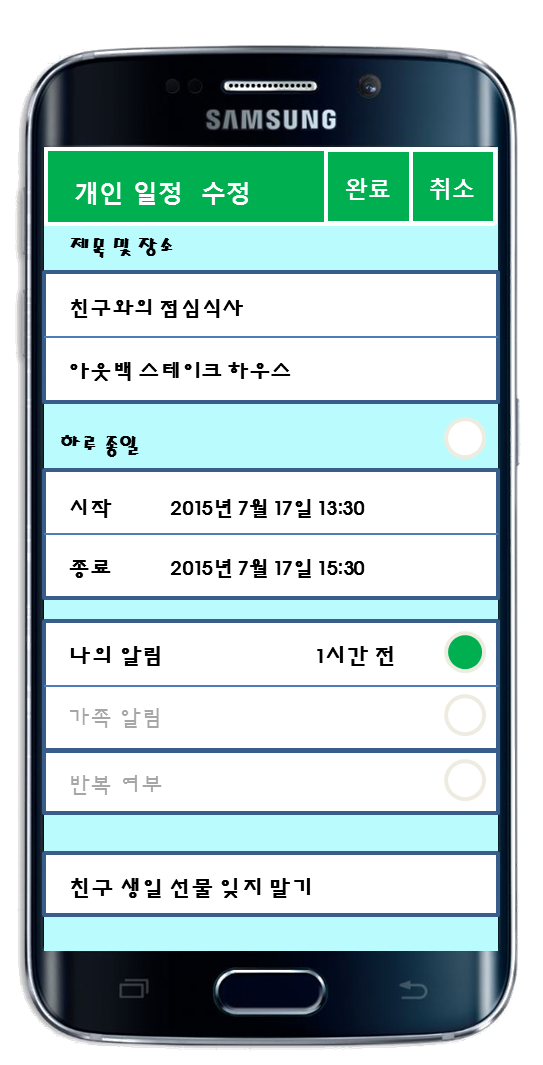 SAMSUNG
개인 일정 수정 완료 취소
제목 및 장소
친구와의 점심식사
아웃백 스테이크 하우스
하루 종일
시작 2015년 7월 17일 13:30
종료 2015년 7월 17일 15:30
나의 알림 1시간 전
가족 알림
반복 여부
친구 생일 선물 잊지 말기